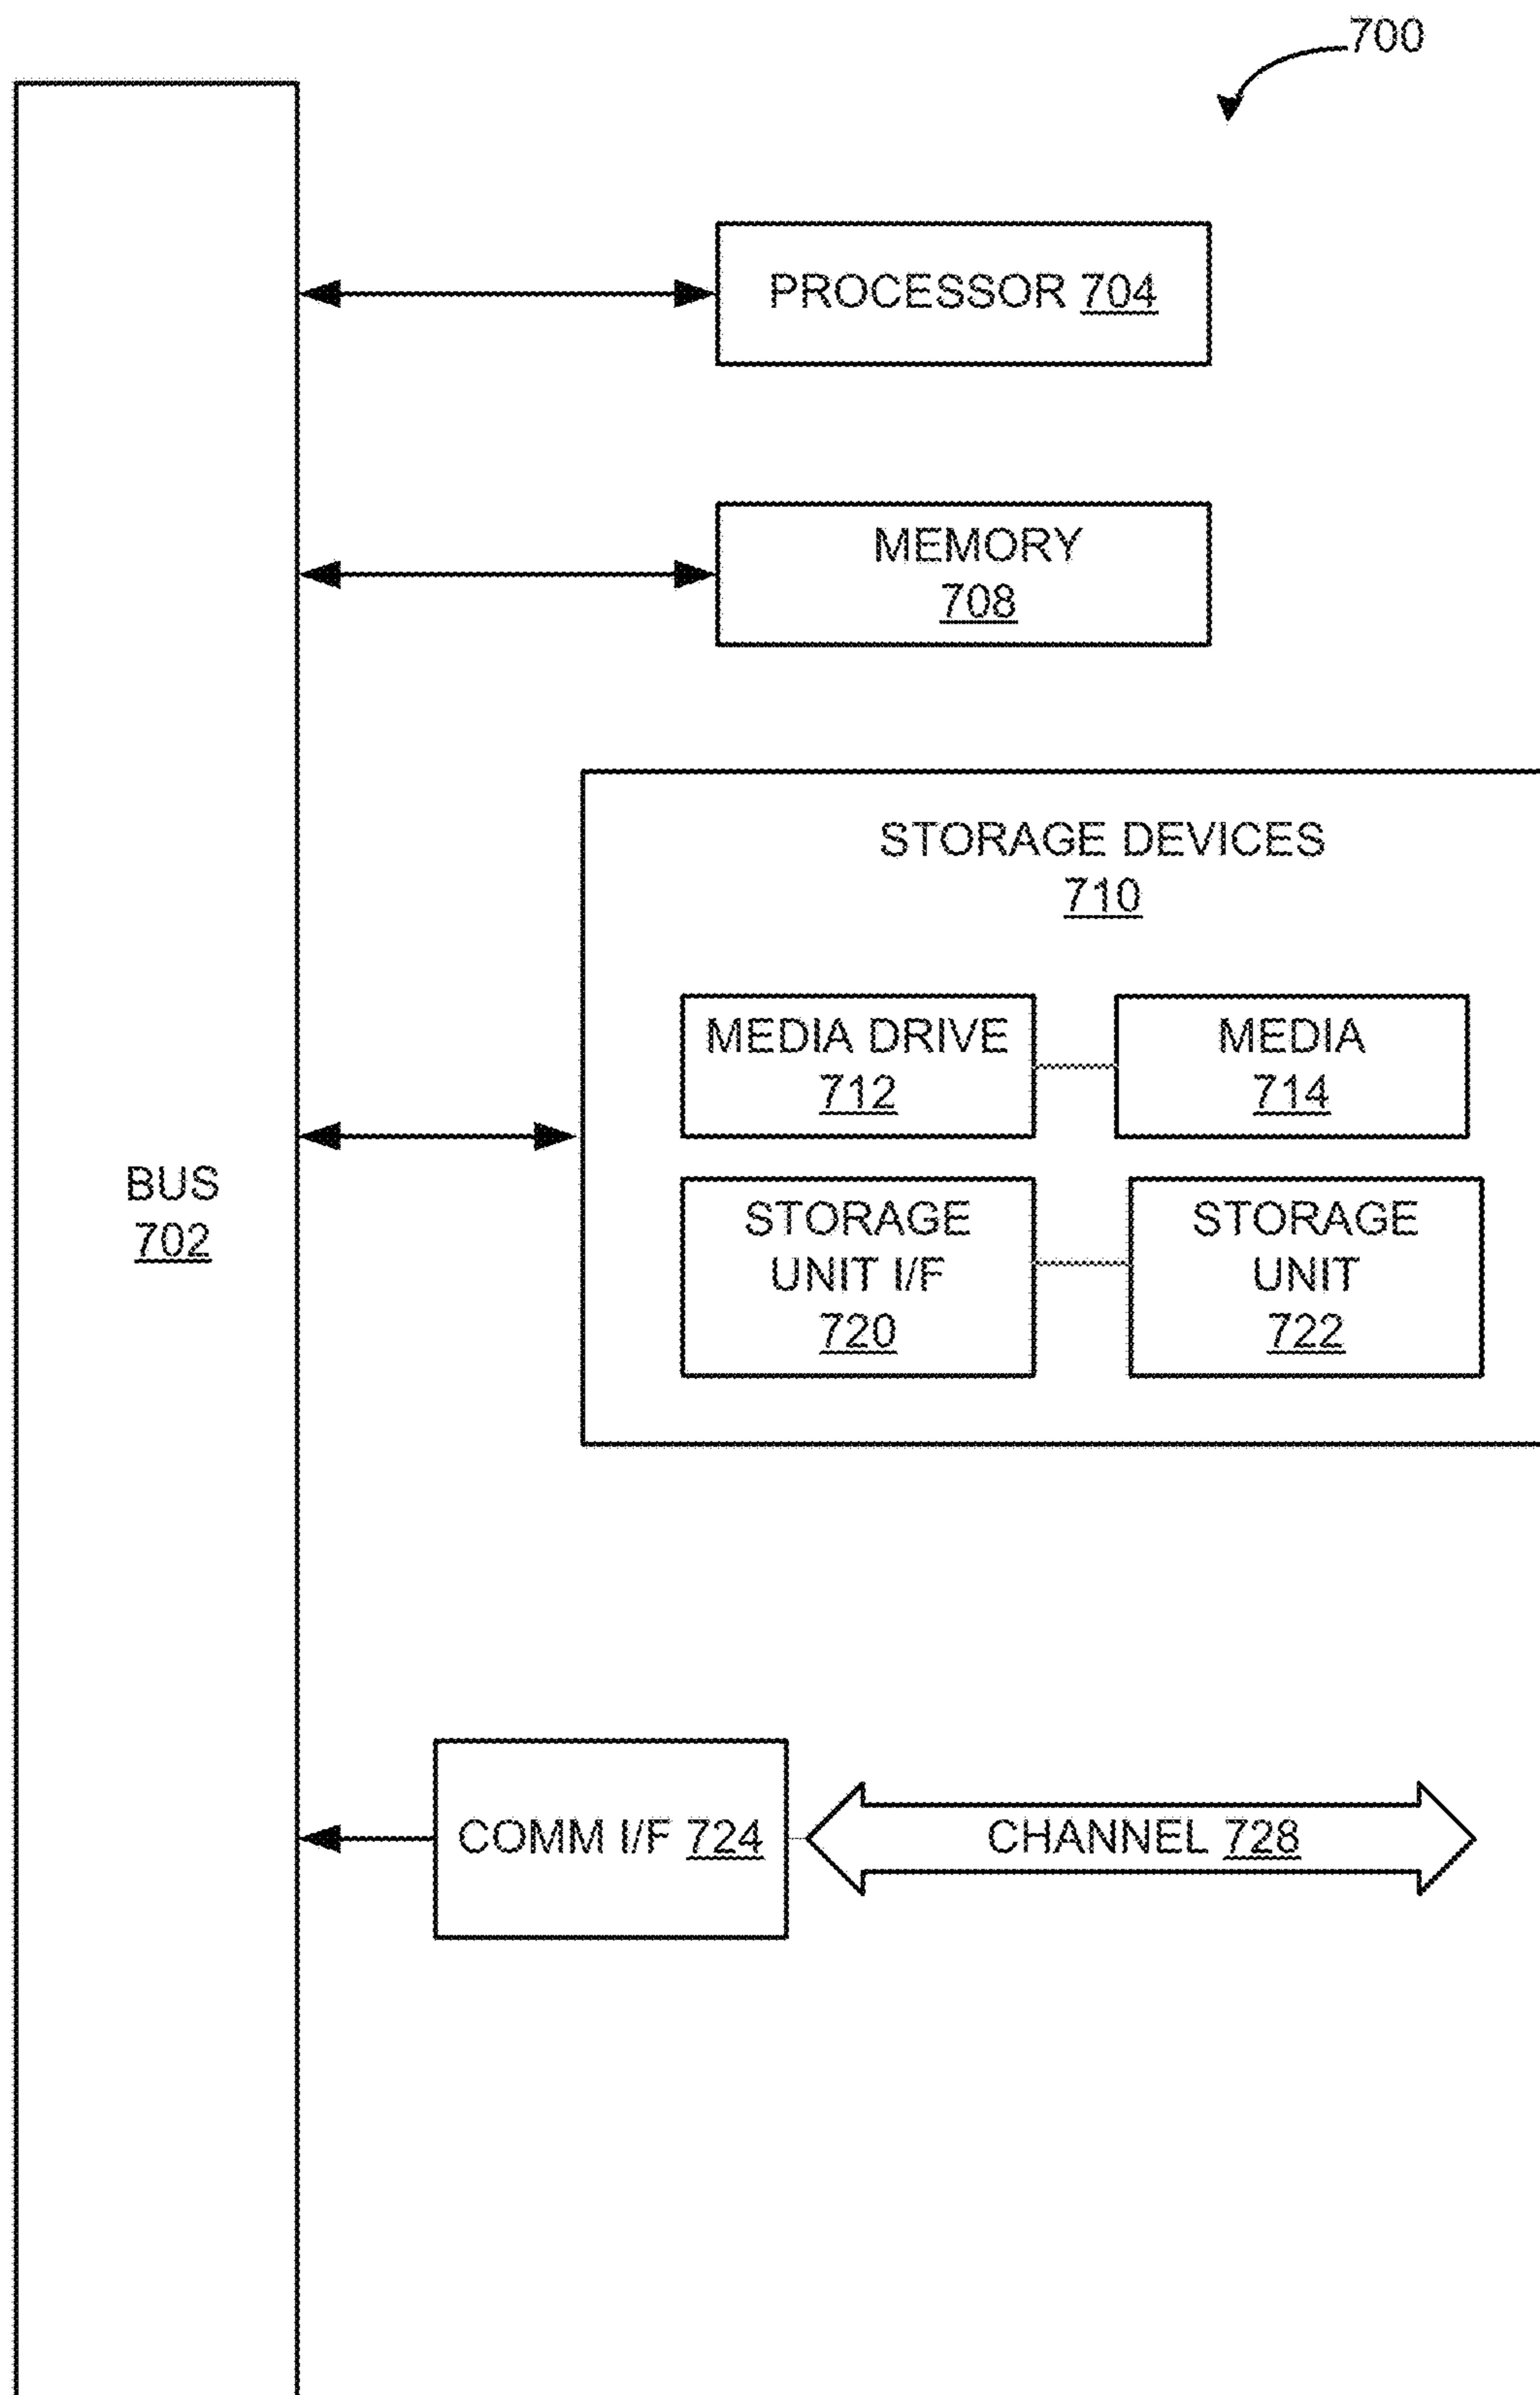 700
PROCESSOR 704
MEMORY
708
STORAGE DEVICES
710
MEDIA DRIVE
712
MEDIA
714
BUS
702
STORAGE
UNIT I/F
720
STORAGE
UNIT
722
COMM I/F 724
CHANNEL 728